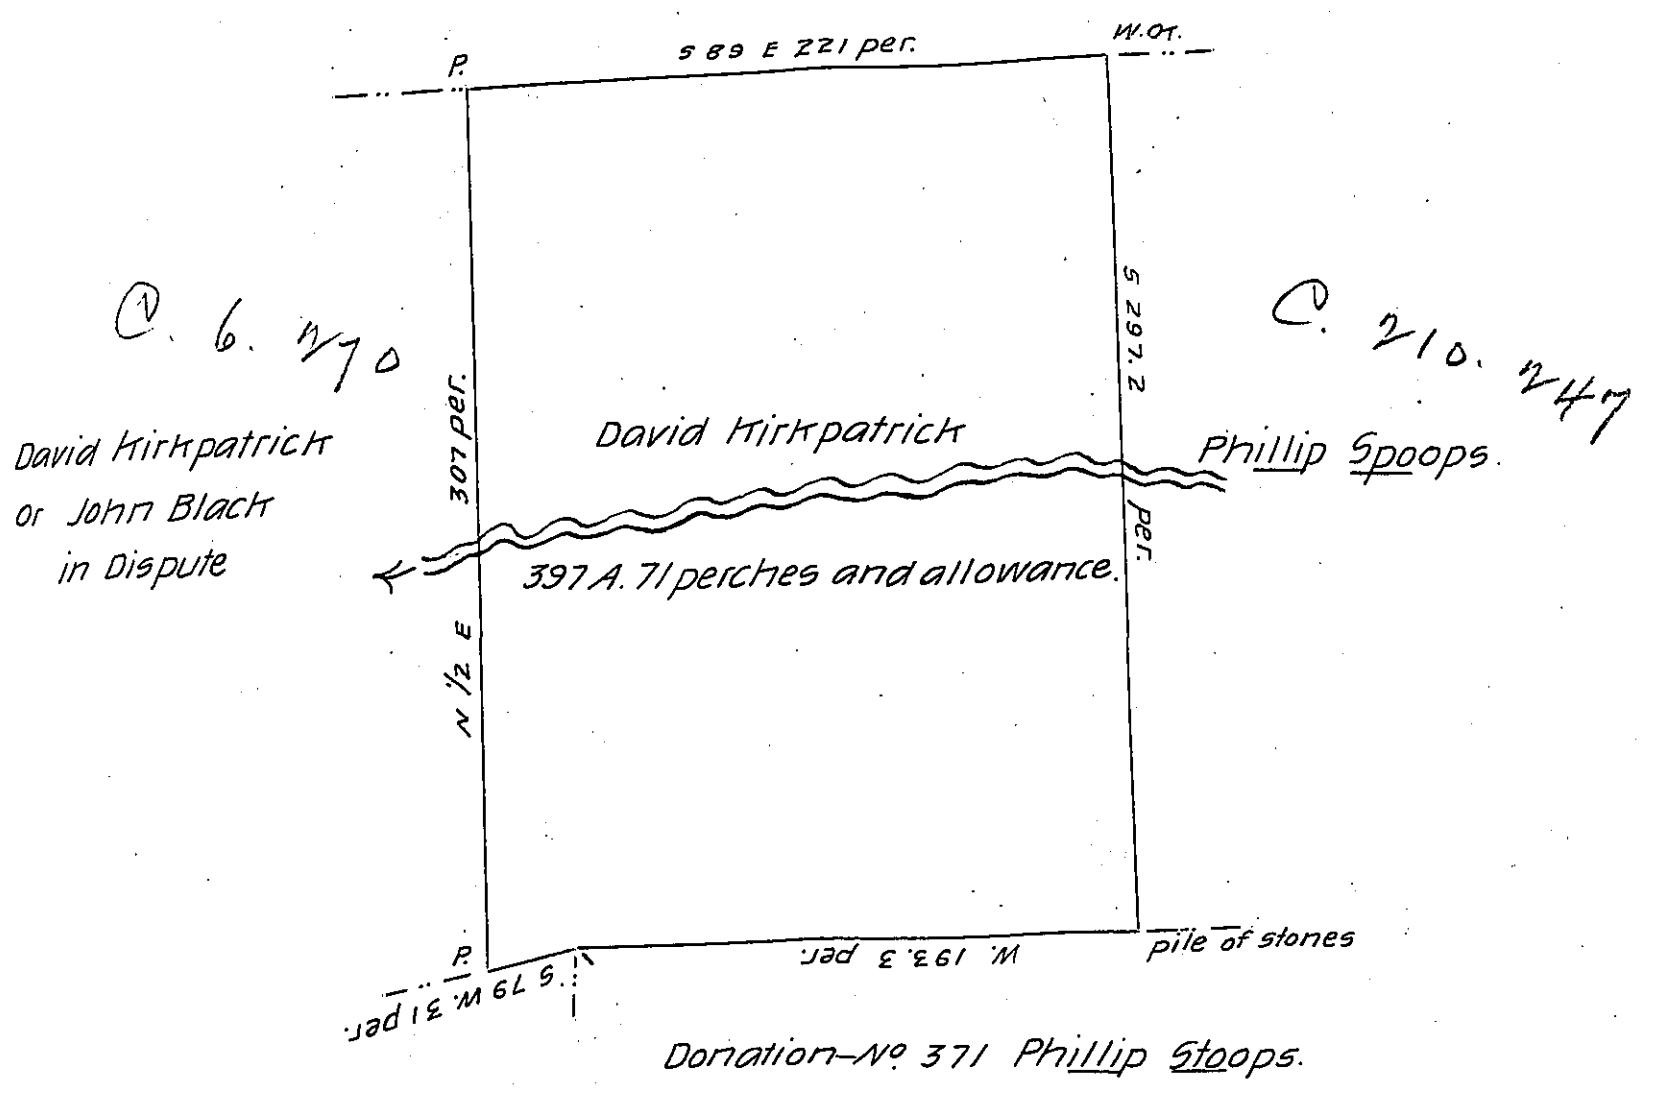 W.or.
S 89 E 221 per.
P.
C. 6. 270
C. 210. 247
S 297.2 per.
N ½ E 307 per.
David Kirkpatrick
David Kirkpatrick
or John Black
in Dispute
Phillip Spoops.
397 A. 71 perches and allowance.
P.
W. 193.3 per.
pile of stones
S 79 W. 31 per.
Donation-No. 371 Phillip Stoops.